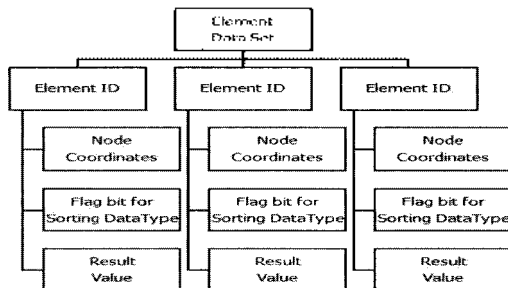 Element
Data Set
Element ID
Element ID
Element ID
Node
Coordinates
Node
Coordinates
Node
Coordinates
Flag bit for
Sorting DataType
Flag bit for
Sorting DataType
Flag bit for
Sorting DataType
Result
Value
Result
Value
Result
Value